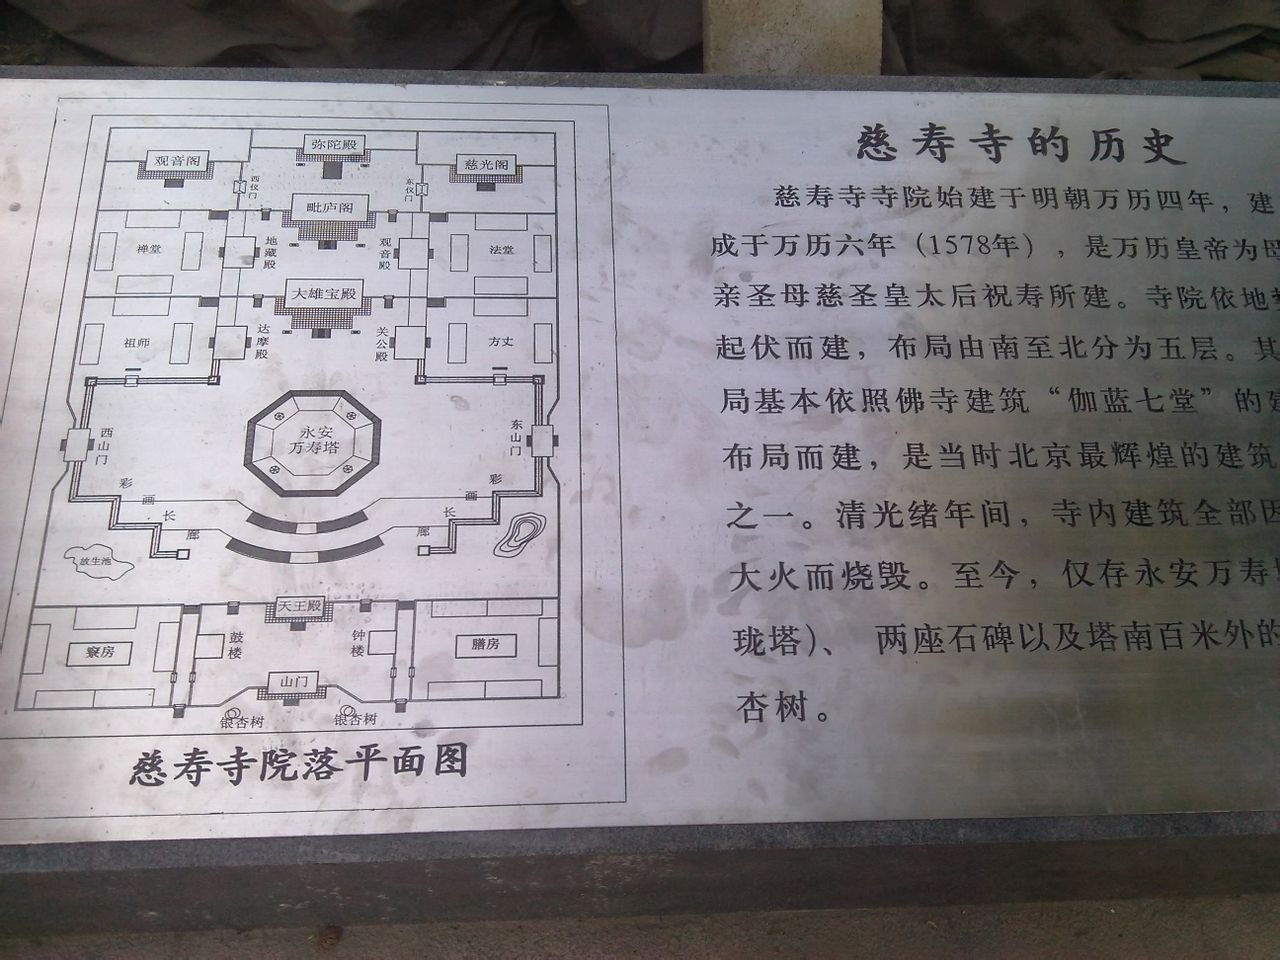 慈寿寺的历史
慈寿寺寺院始建于明朝万历四年，建
成于万历六年（1578年），是万历皇帝为母
亲圣母慈圣皇太后祝寿所建。寺院依地势
起伏而建，布局由南至北分为五层。其
局基本依照佛寺建筑“伽蓝七堂”的建
布局而建，是当时北京最辉煌的建筑
之一。清光绪年间，寺内建筑全部因
大火而烧毁。至今，仅存永安万寿塔
珑塔）、两座石碑以及塔南百米外的
杏树。
弥陀殿
观音阁
慈光阁
西仪门
东仪门
毗庐阁
禅堂
地藏殿
观音殿
法堂
大雄宝殿
祖师
达摩殿
关公殿
方丈
永安
万寿塔
西山门
东山门
彩画长廊
彩画长廊
放生池
天王殿
寮房
鼓楼
钟楼
膳房
山门
银杏树
银杏树
慈寿寺院落平面图